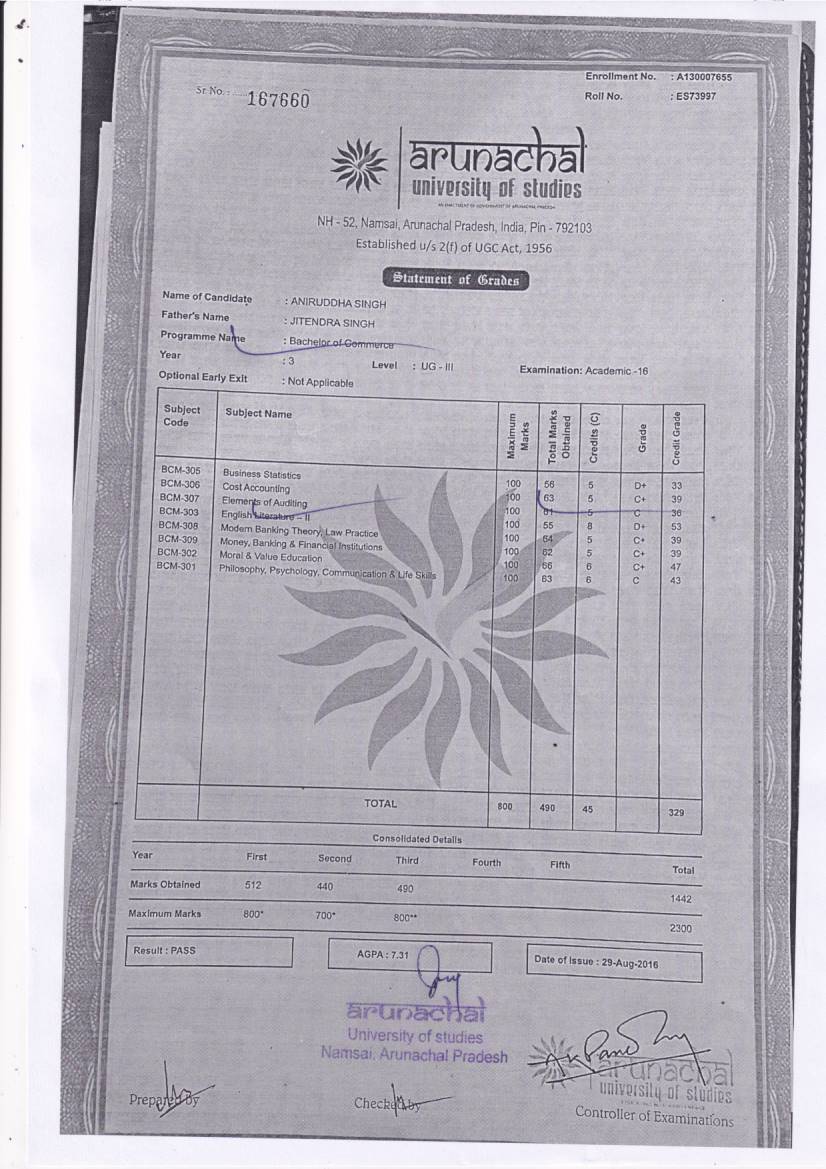 Enrollment No. : A130007655
Sr. No. : ...... 167660
Roll No. : ES73997
arunachal
university of studies
NH - 52, Namsai, Arunachal Pradesh, India, Pin - 792103
Established u/s 2(f) of UGC Act, 1956
Statement of Grades
Name of Candidate : ANIRUDDHA SINGH
Father's Name : JITENDRA SINGH
Programme Name : Bachelor of Commerce
Year : 3 Level : UG - III Examination: Academic -16
Optional Early Exit : Not Applicable
Subject Code Subject Name Maximum Marks Total Marks Obtained Credits (C) Grade Credit Grade
BCM-305 Business Statistics 100 56 5 D+ 33
BCM-306 Cost Accounting 100 63 5 C+ 39
BCM-307 Elements of Auditing 100 61 5 C 36
BCM-303 English Literature – II 100 55 8 D+ 53
BCM-308 Modern Banking Theory, Law Practice 100 64 5 C+ 39
BCM-309 Money, Banking & Financial Institutions 100 62 5 C+ 39
BCM-302 Moral & Value Education 100 66 6 C+ 47
BCM-301 Philosophy, Psychology, Communication & Life Skills 100 63 6 C 43
TOTAL 800 490 45 329
Consolidated Details
Year First Second Third Fourth Fifth Total
Marks Obtained 512 440 490 1442
Maximum Marks 800* 700* 800** 2300
Result : PASS AGPA : 7.31 Date of Issue : 29-Aug-2016
arunachal
University of studies
Namsai, Arunachal Pradesh
arunachal
university of studies
Prepared By Checked by Controller of Examinations